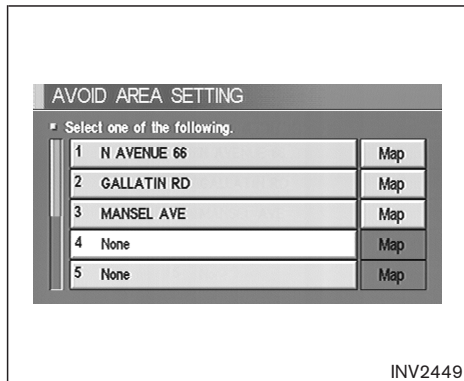 AVOID AREA SETTING
Select one of the following.
1 N AVENUE 66 Map
2 GALLATIN RD Map
3 MANSEL AVE Map
4 None Map
5 None Map
INV2449